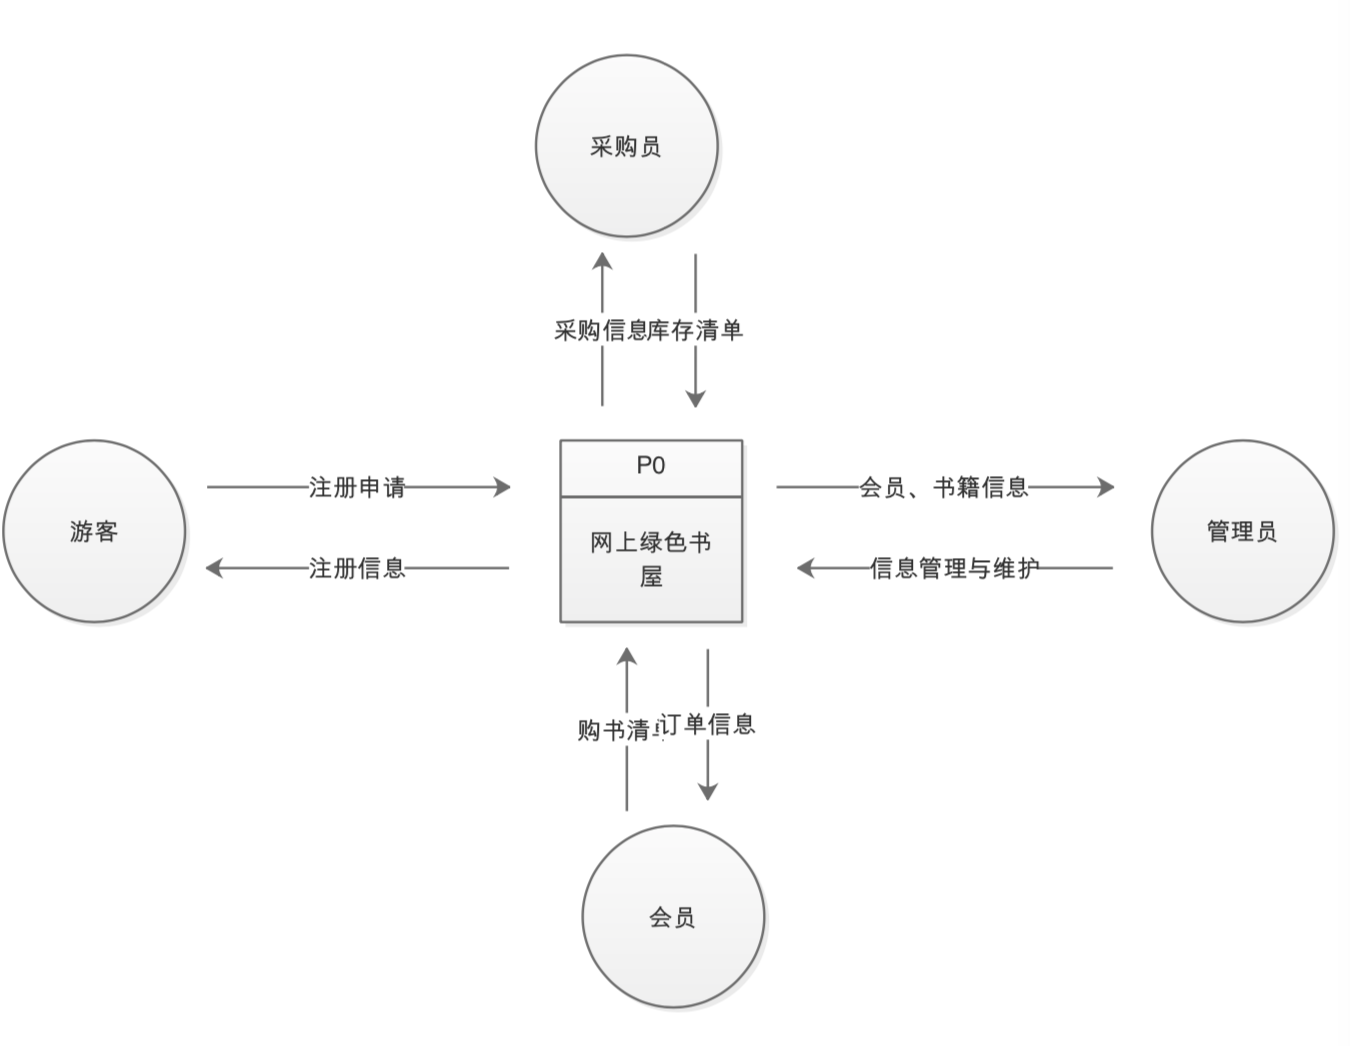 采购员
采购信息
库存清单
P0
网上绿色书
屋
游客
注册申请
注册信息
会员、书籍信息
信息管理与维护
管理员
购书清
订单信息
会员